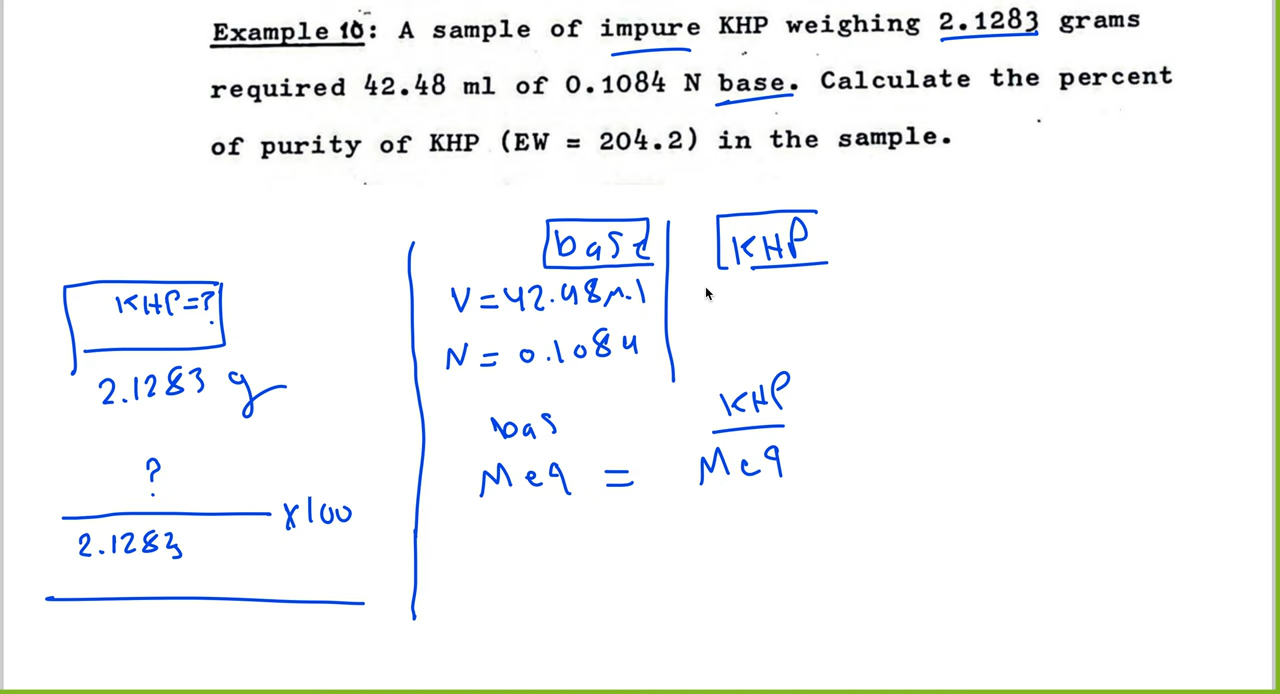 Example 10: A sample of impure KHP weighing 2.1283 grams
required 42.48 ml of 0.1084 N base. Calculate the percent
of purity of KHP (EW = 204.2) in the sample.
base
KHP
KHP=?
2.1283 g
?
2.1283
x100
V=42.48m.l
N = 0.1084
bas
Meq =
KHP
Meq